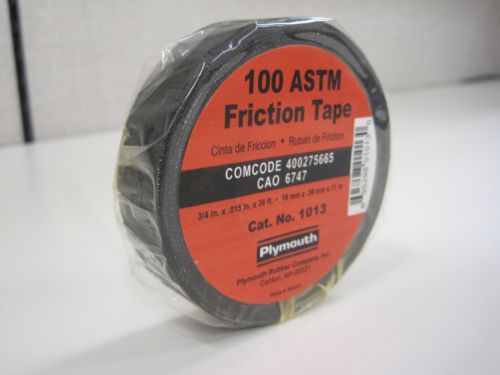 100 ASTM
Friction Tape
Cinta de Friccion • Ruban de Friction
COMCODE 400275665
CAO 6747
3/4 in. x .015 in. x 36 ft. • 19 mm x .38 mm x 11 m
Cat. No. 1013
Plymouth
Plymouth Rubber Company, Inc.
Canton, MA 02021